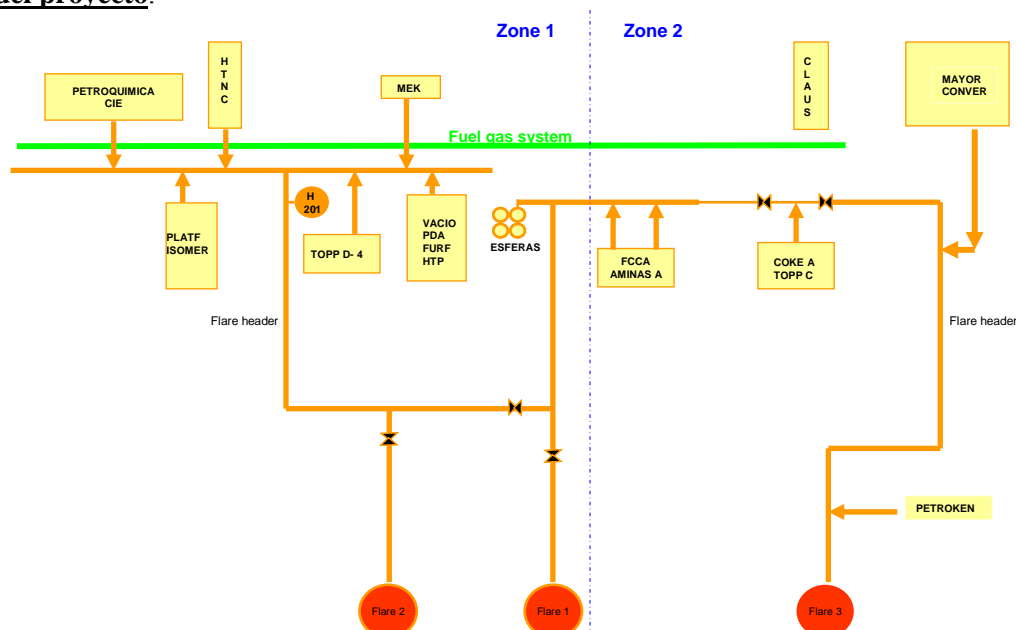 del proyecto.
Zone 1
Zone 2
PETROQUIMICA
CIE
H
T
N
C
MEK
C
L
A
U
S
MAYOR
CONVER
Fuel gas system
H
201
PLATF
ISOMER
TOPP D- 4
VACIO
PDA
FURF
HTP
ESFERAS
FCCA
AMINAS A
COKE A
TOPP C
Flare header
Flare header
PETROKEN
Flare 2
Flare 1
Flare 3